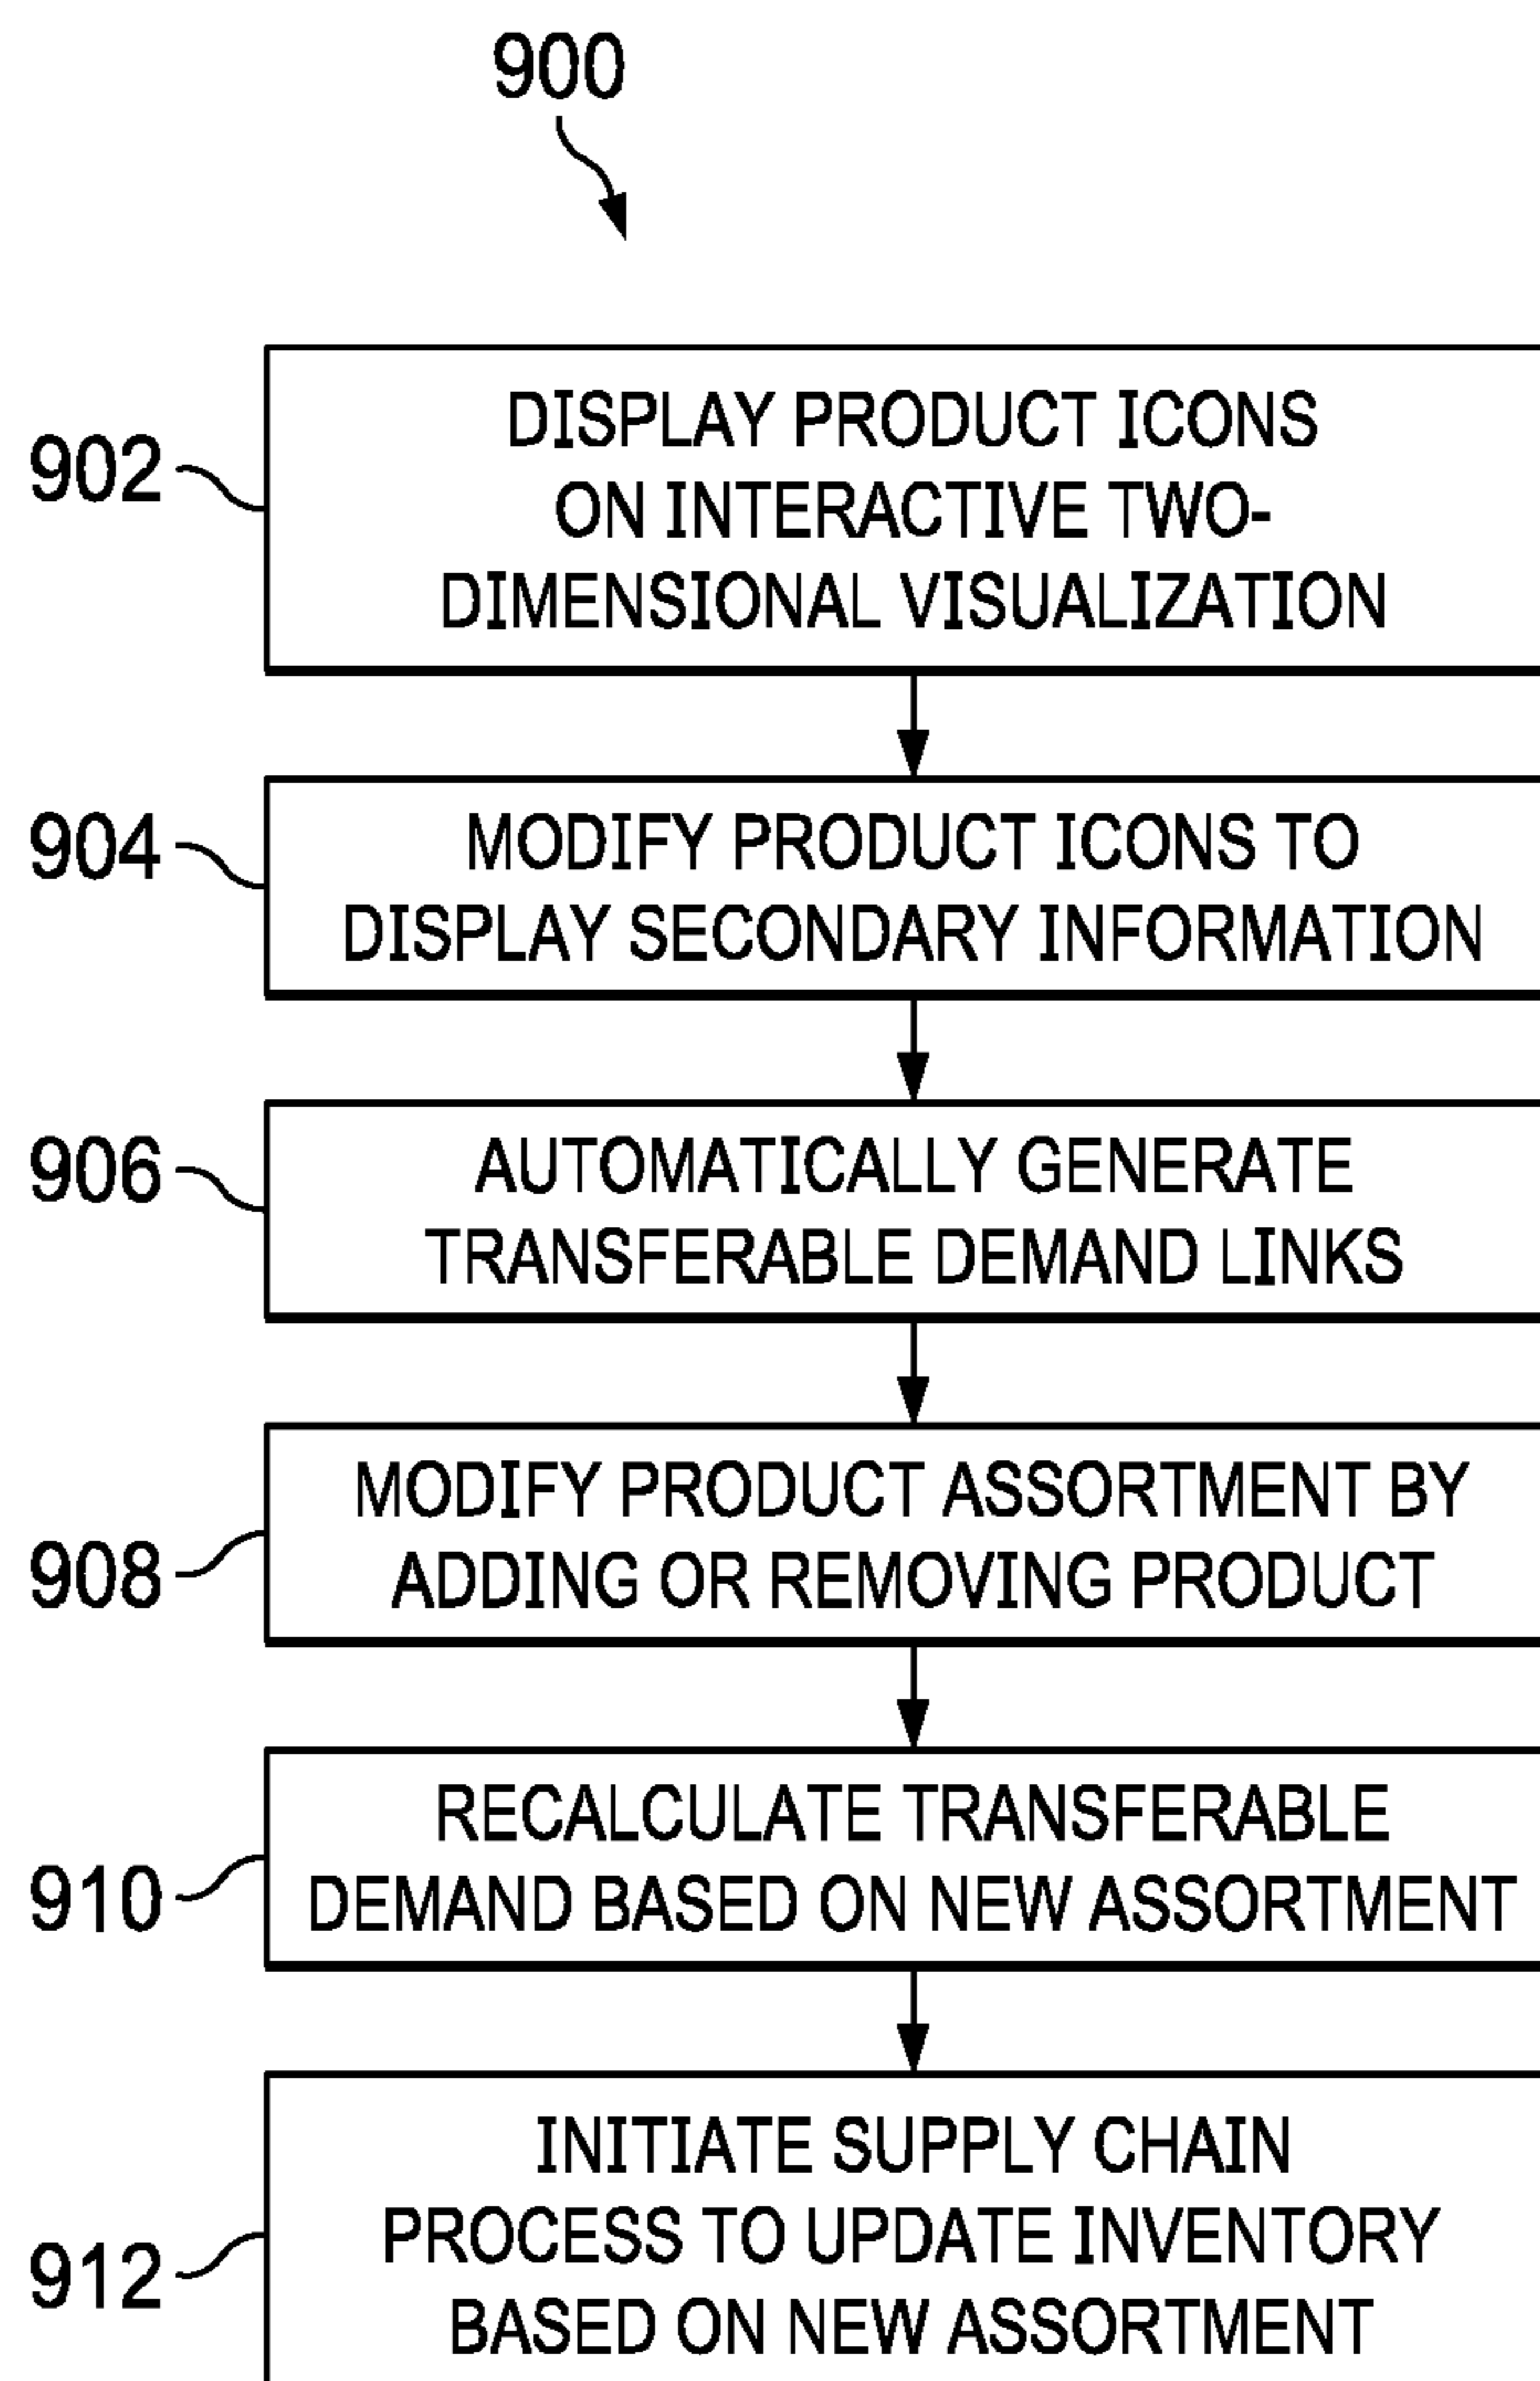 900
902
DISPLAY PRODUCT ICONS
ON INTERACTIVE TWO-
DIMENSIONAL VISUALIZATION
904
MODIFY PRODUCT ICONS TO
DISPLAY SECONDARY INFORMATION
906
AUTOMATICALLY GENERATE
TRANSFERABLE DEMAND LINKS
908
MODIFY PRODUCT ASSORTMENT BY
ADDING OR REMOVING PRODUCT
910
RECALCULATE TRANSFERABLE
DEMAND BASED ON NEW ASSORTMENT
912
INITIATE SUPPLY CHAIN
PROCESS TO UPDATE INVENTORY
BASED ON NEW ASSORTMENT